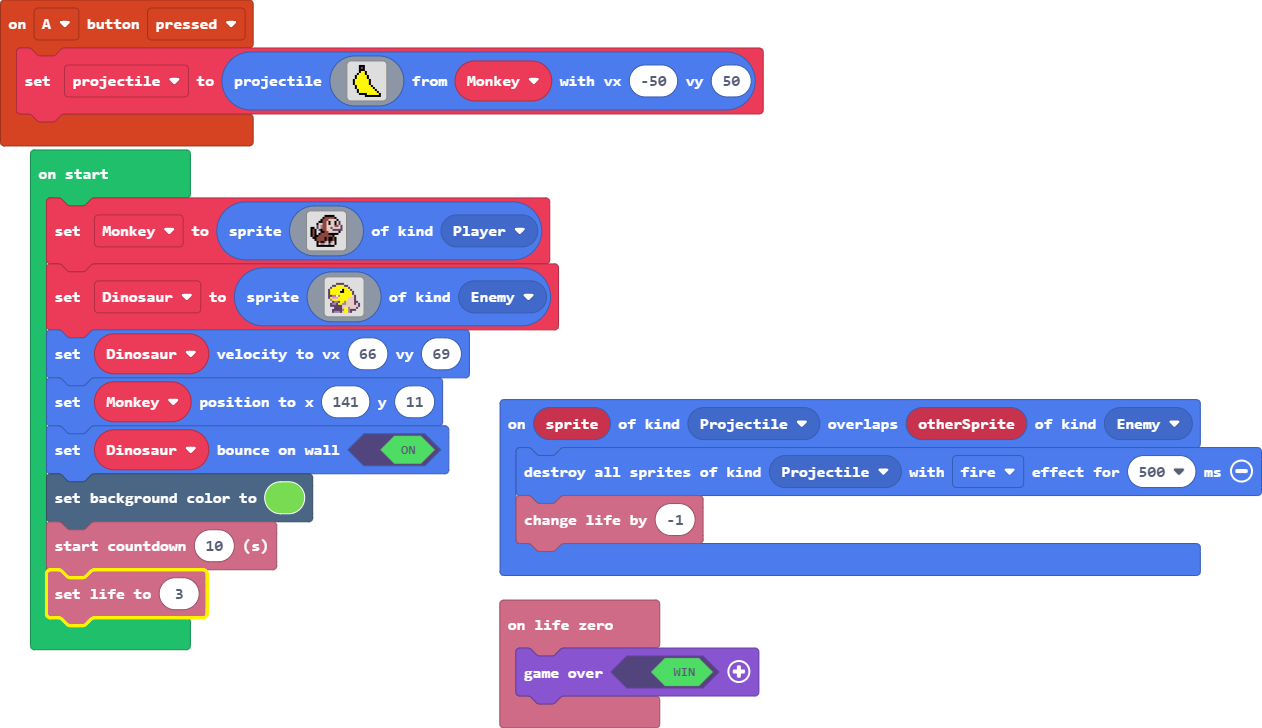 on A button pressed
set projectile to projectile from Monkey with vx -50 vy 50
on start
set Monkey to sprite of kind Player
set Dinosaur to sprite of kind Enemy
set Dinosaur velocity to vx 66 vy 69
set Monkey position to x 141 y 11
set Dinosaur bounce on wall ON
set background color to
start countdown 10 (s)
set life to 3
on sprite of kind Projectile overlaps otherSprite of kind Enemy
destroy all sprites of kind Projectile with fire effect for 500 ms
change life by -1
on life zero
game over WIN